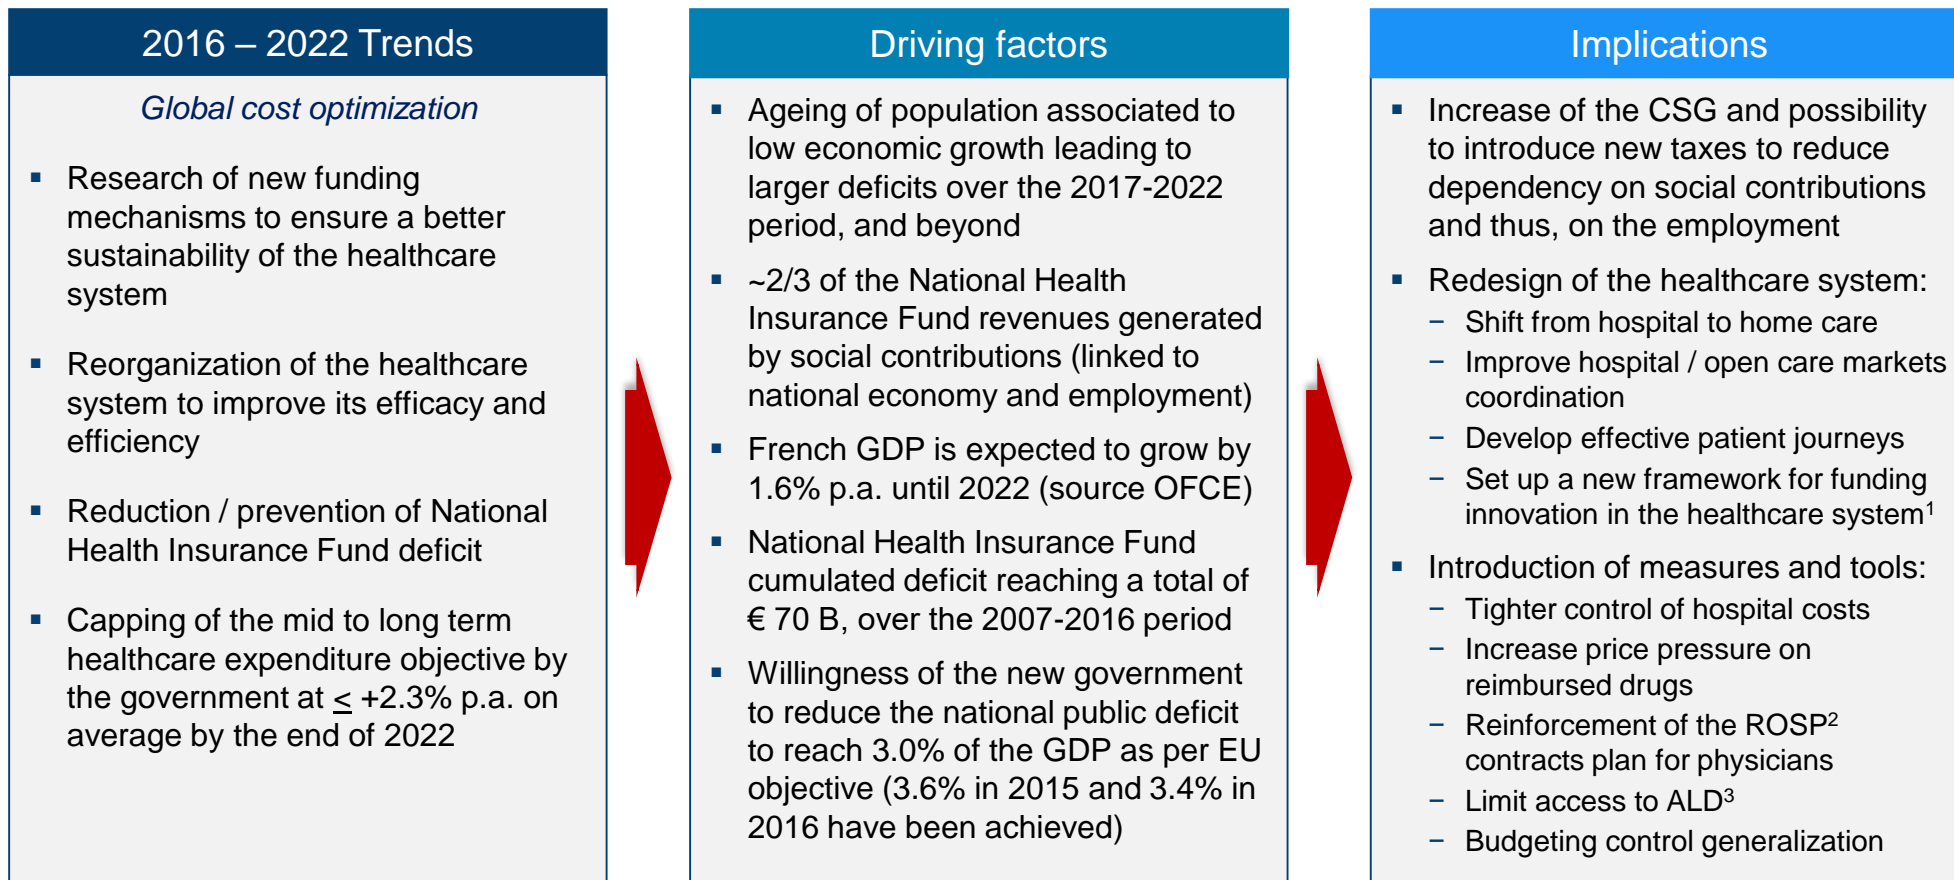 2016 – 2022 Trends
Global cost optimization
▪ Research of new funding
mechanisms to ensure a better
sustainability of the healthcare
system
▪ Reorganization of the healthcare
system to improve its efficacy and
efficiency
▪ Reduction / prevention of National
Health Insurance Fund deficit
▪ Capping of the mid to long term
healthcare expenditure objective by
the government at < +2.3% p.a. on
average by the end of 2022
Driving factors
▪ Ageing of population associated to
low economic growth leading to
larger deficits over the 2017-2022
period, and beyond
▪ ~2/3 of the National Health
Insurance Fund revenues generated
by social contributions (linked to
national economy and employment)
▪ French GDP is expected to grow by
1.6% p.a. until 2022 (source OFCE)
▪ National Health Insurance Fund
cumulated deficit reaching a total of
€ 70 B, over the 2007-2016 period
▪ Willingness of the new government
to reduce the national public deficit
to reach 3.0% of the GDP as per EU
objective (3.6% in 2015 and 3.4% in
2016 have been achieved)
Implications
▪ Increase of the CSG and possibility
to introduce new taxes to reduce
dependency on social contributions
and thus, on the employment
▪ Redesign of the healthcare system:
− Shift from hospital to home care
− Improve hospital / open care markets
coordination
− Develop effective patient journeys
− Set up a new framework for funding
innovation in the healthcare system¹
▪ Introduction of measures and tools:
− Tighter control of hospital costs
− Increase price pressure on
reimbursed drugs
− Reinforcement of the ROSP²
contracts plan for physicians
− Limit access to ALD³
− Budgeting control generalization